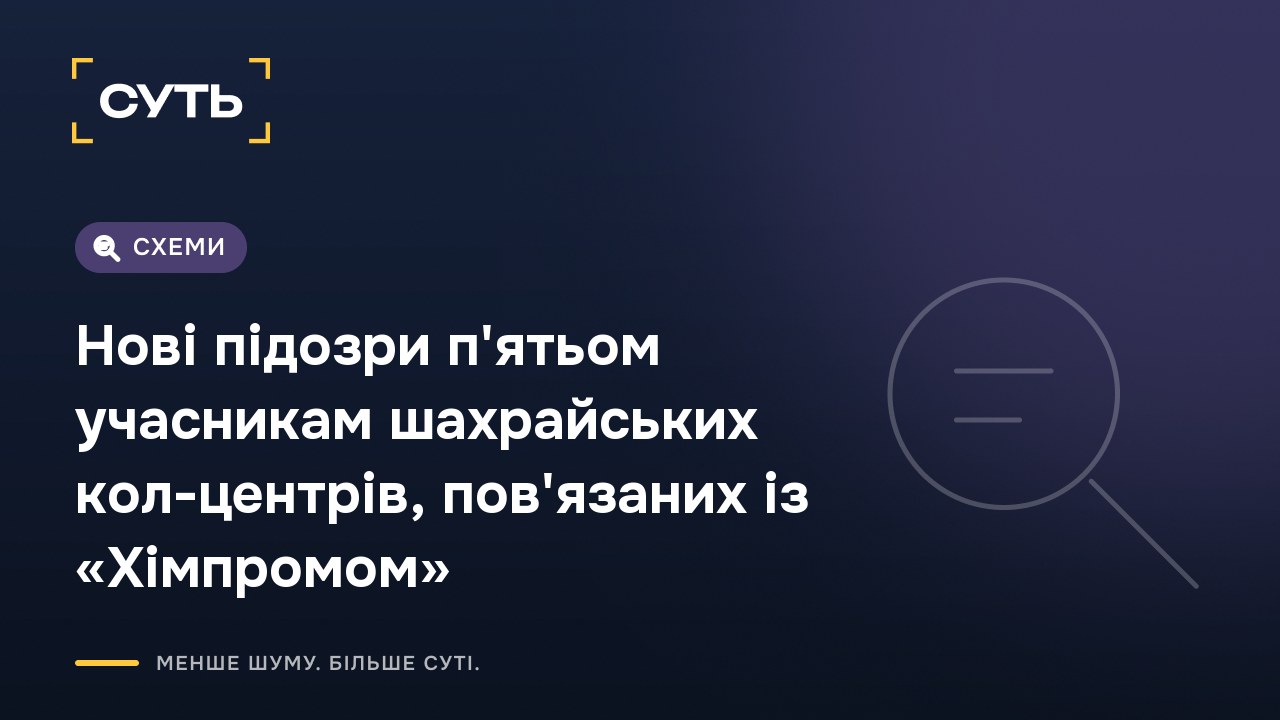 СУТЬ
СХЕМИ
Нові підозри п'ятьом
учасникам шахрайських
кол-центрів, пов'язаних із
«Хімпромом»
МЕНШЕ ШУМУ. БІЛЬШЕ СУТІ.